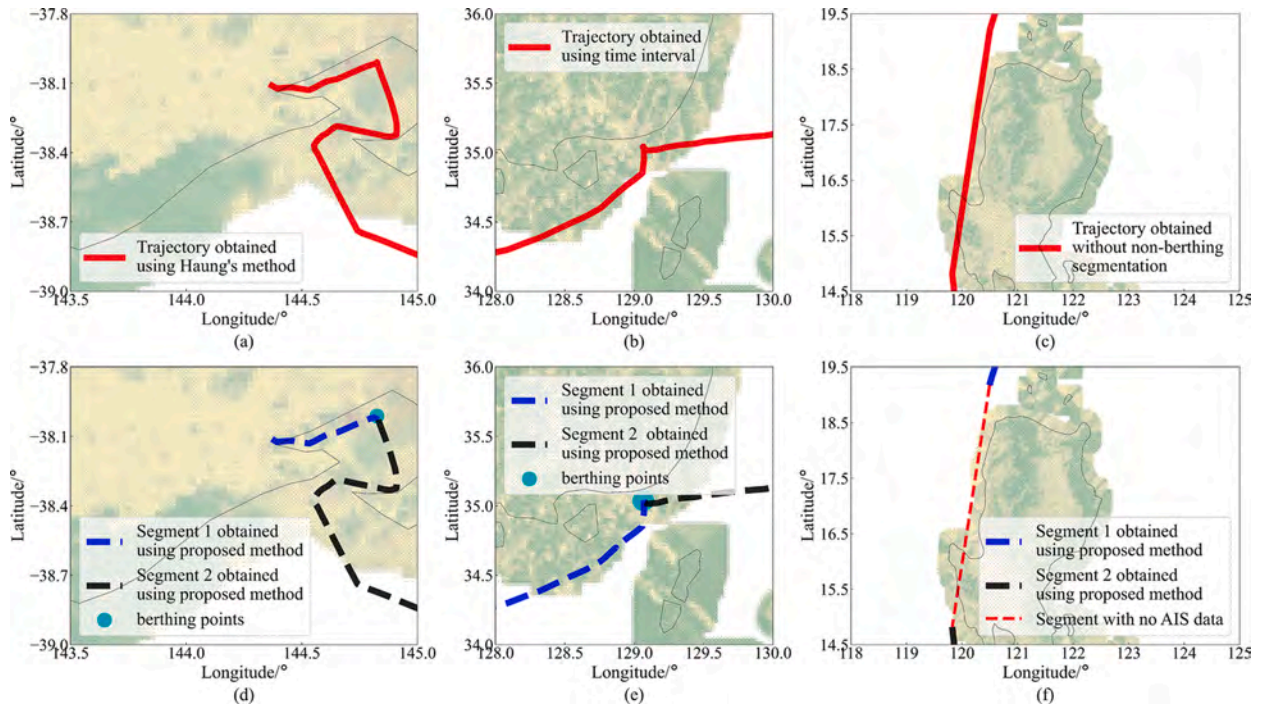 −37.8
−38.1
−38.4
−38.7
−39.0
143.5 144.0 144.5 145.0
Latitude/°
Longitude/°
Trajectory obtained
using Haung's method
(a)
36.0
35.5
35.0
34.5
34.0
128.0 128.5 129.0 129.5 130.0
Latitude/°
Longitude/°
Trajectory obtained
using time interval
(b)
19.5
18.5
17.5
16.5
15.5
14.5
118 119 120 121 122 123 124 125
Latitude/°
Longitude/°
Trajectory obtained
without non-berthing
segmentation
(c)
−37.8
−38.1
−38.4
−38.7
−39.0
143.5 144.0 144.5 145.0
Latitude/°
Longitude/°
Segment 1 obtained
using proposed method
Segment 2 obtained
using proposed method
berthing points
(d)
36.0
35.5
35.0
34.5
34.0
128.0 128.5 129.0 129.5 130.0
Latitude/°
Longitude/°
Segment 1 obtained
using proposed method
Segment 2 obtained
using proposed method
berthing points
(e)
19.5
18.5
17.5
16.5
15.5
14.5
118 119 120 121 122 123 124 125
Latitude/°
Longitude/°
Segment 1 obtained
using proposed method
Segment 2 obtained
using proposed method
Segment with no AIS data
(f)